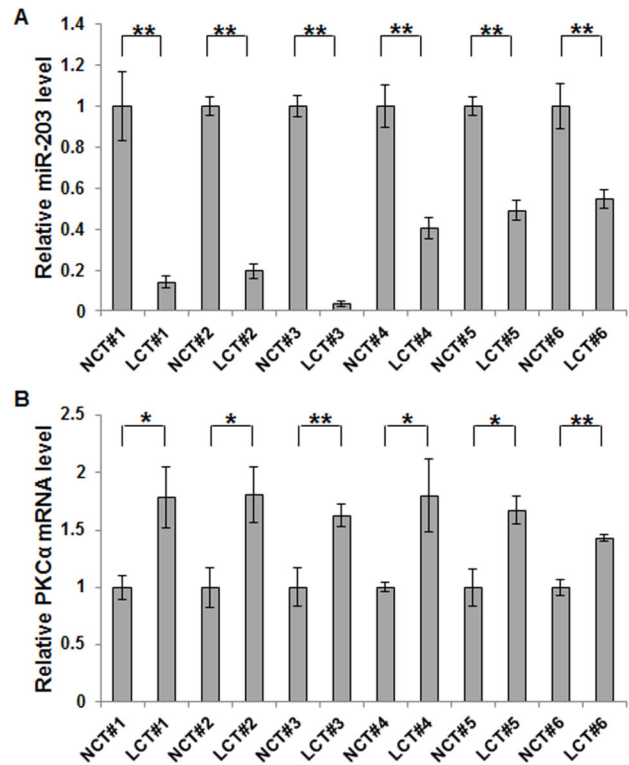 A
Relative miR-203 level
1.4
1.2
1
0.8
0.6
0.4
0.2
0
** ** ** ** ** **
NCT#1 LCT#1 NCT#2 LCT#2 NCT#3 LCT#3 NCT#4 LCT#4 NCT#5 LCT#5 NCT#6 LCT#6
B
Relative PKCα mRNA level
2.5
2
1.5
1
0.5
0
* * ** * * **
NCT#1 LCT#1 NCT#2 LCT#2 NCT#3 LCT#3 NCT#4 LCT#4 NCT#5 LCT#5 NCT#6 LCT#6